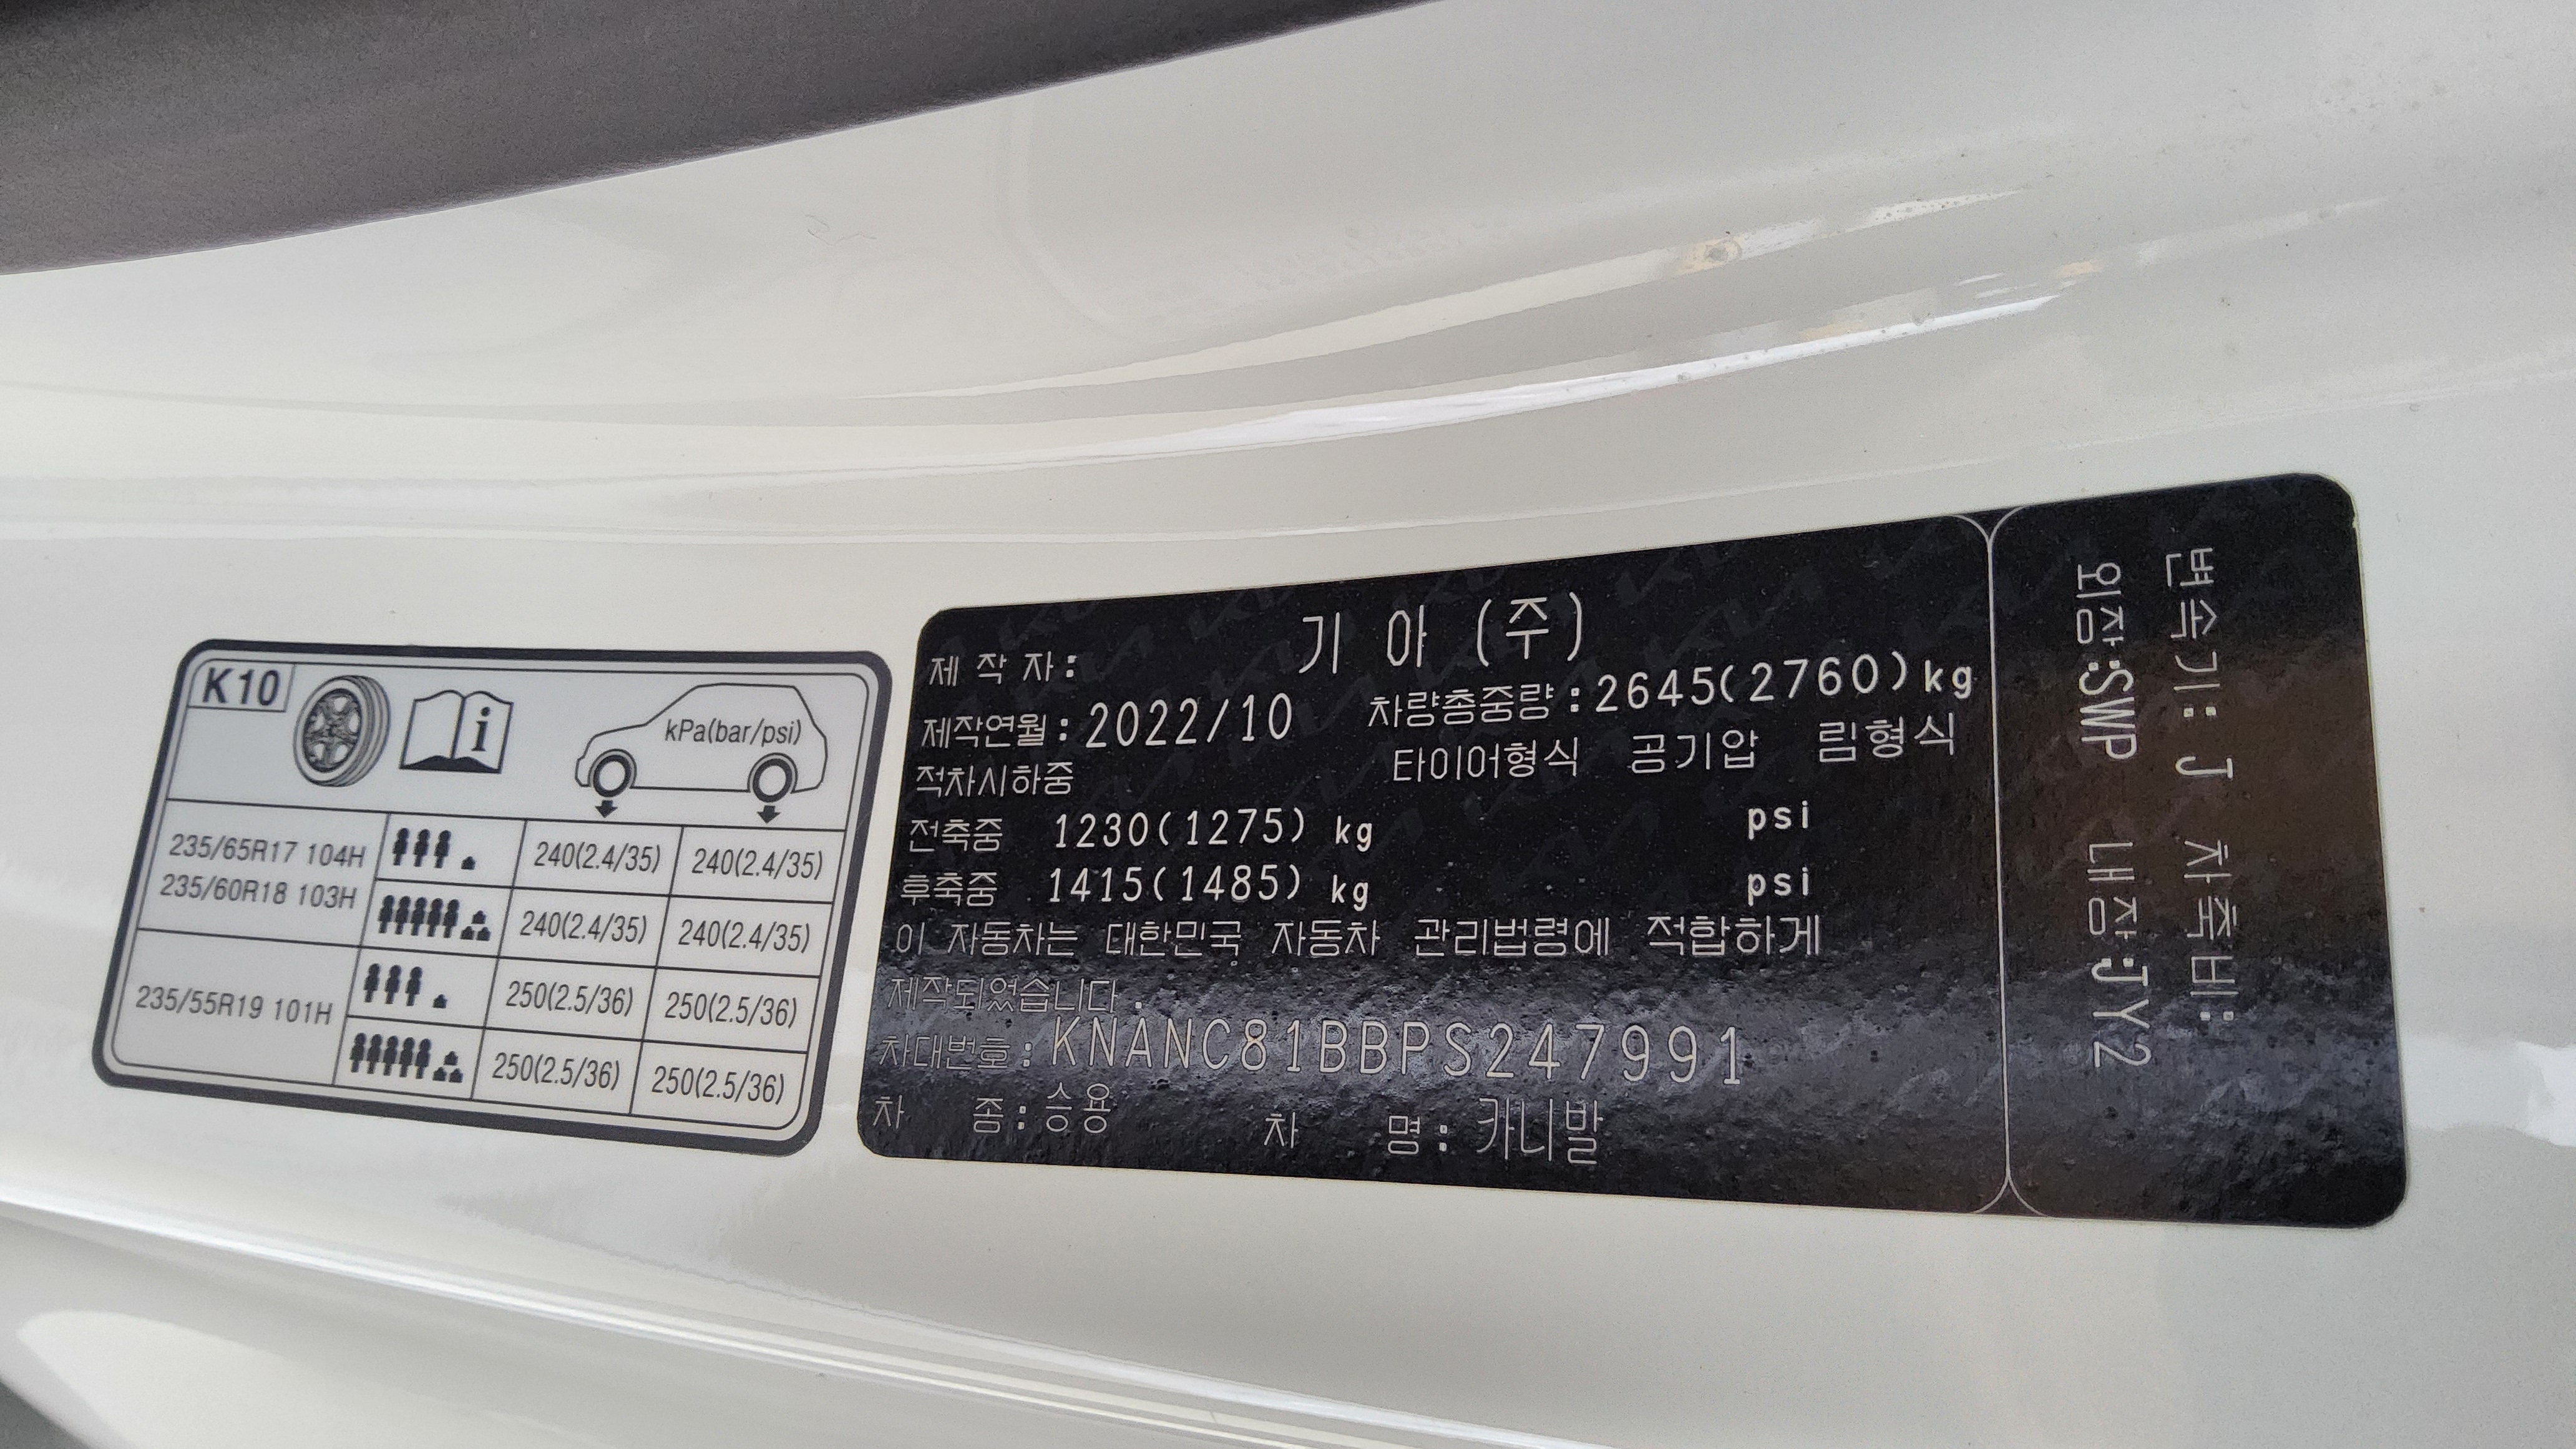 K10
kPa(bar/psi)
235/65R17 104H
235/60R18 103H
240(2.4/35) 240(2.4/35)
240(2.4/35) 240(2.4/35)
235/55R19 101H
250(2.5/36) 250(2.5/36)
250(2.5/36) 250(2.5/36)
제 작 자: 기 아 (주)
제작연월: 2022/10 차량총중량:2645(2760)kg
적차시하중 타이어형식 공기압 림형식
전축중 1230(1275) kg psi
후축중 1415(1485) kg psi
이 자동차는 대한민국 자동차 관리법령에 적합하게
제작되었습니다.
차대번호: KNANC81BBPS247991
차 종: 승용 차 명: 카니발
변속기: J 차축비:
외장:SWP 내장:JY2